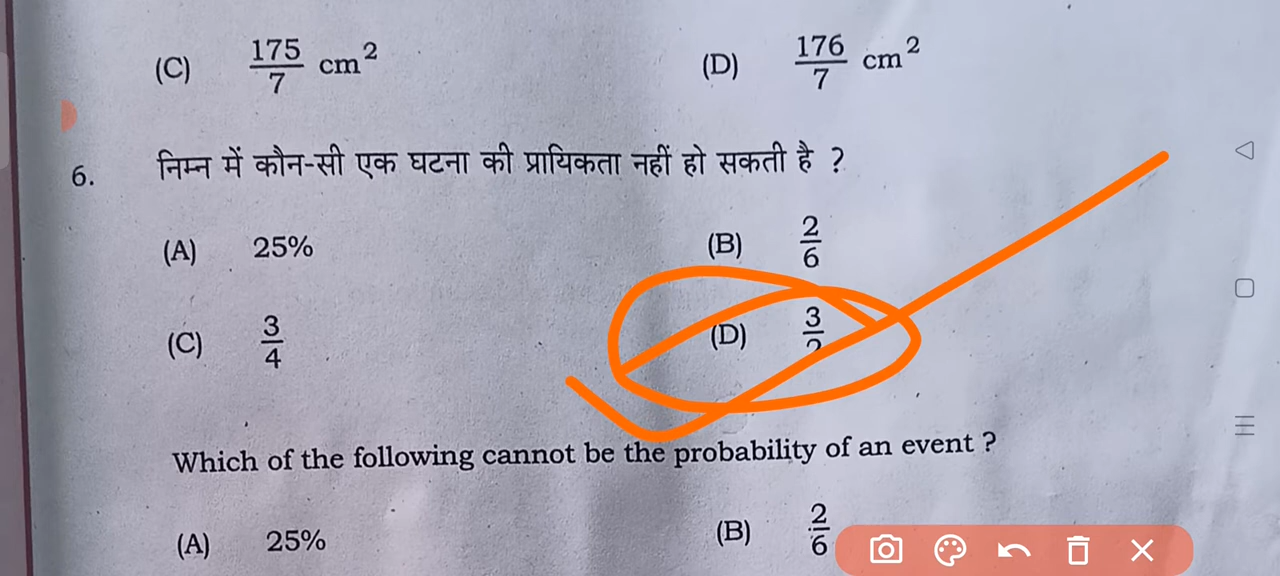 (C) 175/7 cm² (D) 176/7 cm²
6. निम्न में कौन-सी एक घटना की प्रायिकता नहीं हो सकती है ?
(A) 25% (B) 2/6
(C) 3/4 (D) 3/2
Which of the following cannot be the probability of an event ?
(A) 25% (B) 2/6